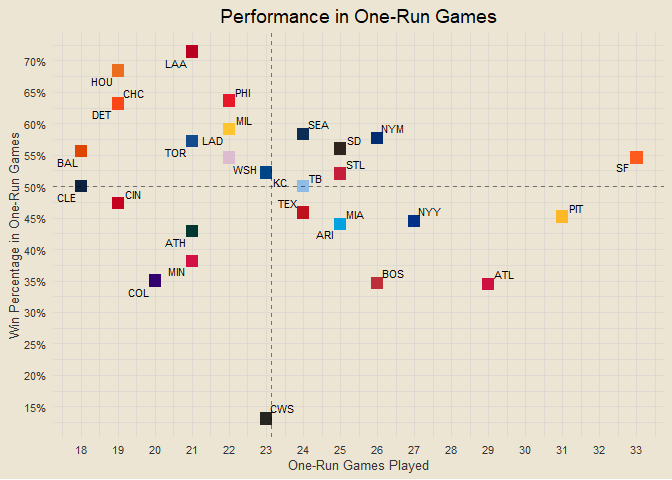 Performance in One-Run Games
Win Percentage in One-Run Games
70%
65%
60%
55%
50%
45%
40%
35%
30%
25%
20%
15%
LAA
HOU
CHC
DET
PHI
MIL
SEA
NYM
TOR
LAD
SD
BAL
SF
WSH
STL
KC
TB
CLE
CIN
TEX
MIA
NYY
PIT
ARI
ATH
MIN
COL
BOS
ATL
CWS
18 19 20 21 22 23 24 25 26 27 28 29 30 31 32 33
One-Run Games Played